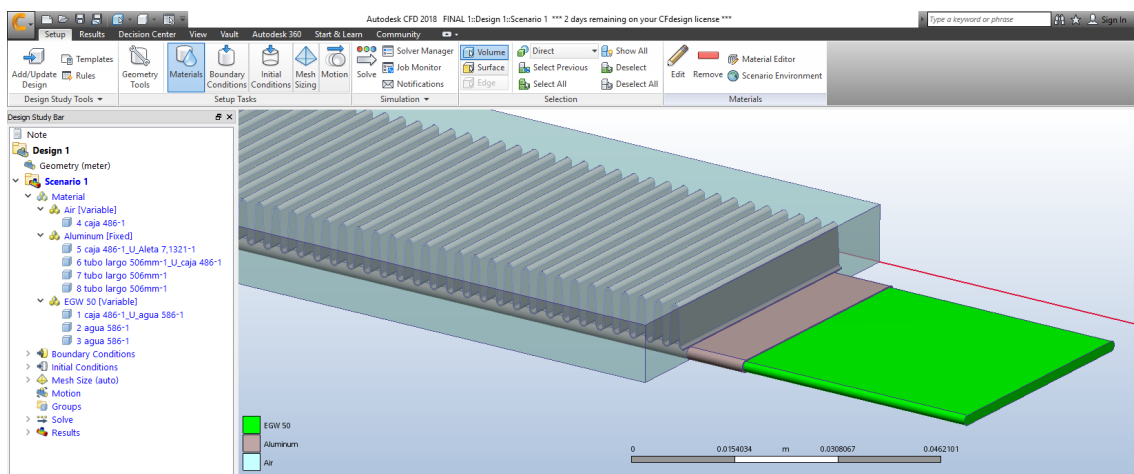 Autodesk CFD 2018 FINAL 1::Design 1::Scenario 1 *** 2 days remaining on your CFdesign license ***
Type a keyword or phrase
Sign In
Setup Results Decision Center View Vault Autodesk 360 Start & Learn Community
Add/Update Design
Templates
Rules
Design Study Tools
Geometry Tools
Materials
Boundary Conditions
Initial Conditions
Mesh Sizing
Motion
Setup Tasks
Solve
Solver Manager
Job Monitor
Notifications
Simulation
Volume
Surface
Edge
Direct
Select Previous
Select All
Show All
Deselect
Deselect All
Selection
Edit
Remove
Material Editor
Scenario Environment
Materials
Design Study Bar
Note
Design 1
Geometry (meter)
Scenario 1
Material
Air [Variable]
4 caja 486-1
Aluminum [Fixed]
5 caja 486-1_U_Aleta 7,1321-1
6 tubo largo 506mm-1_U_caja 486-1
7 tubo largo 506mm-1
8 tubo largo 506mm-1
EGW 50 [Variable]
1 caja 486-1_U_agua 586-1
2 agua 586-1
3 agua 586-1
Boundary Conditions
Initial Conditions
Mesh Size (auto)
Motion
Groups
Solve
Results
EGW 50
Aluminum
Air
0 0.0154034 m 0.0308067 0.0462101